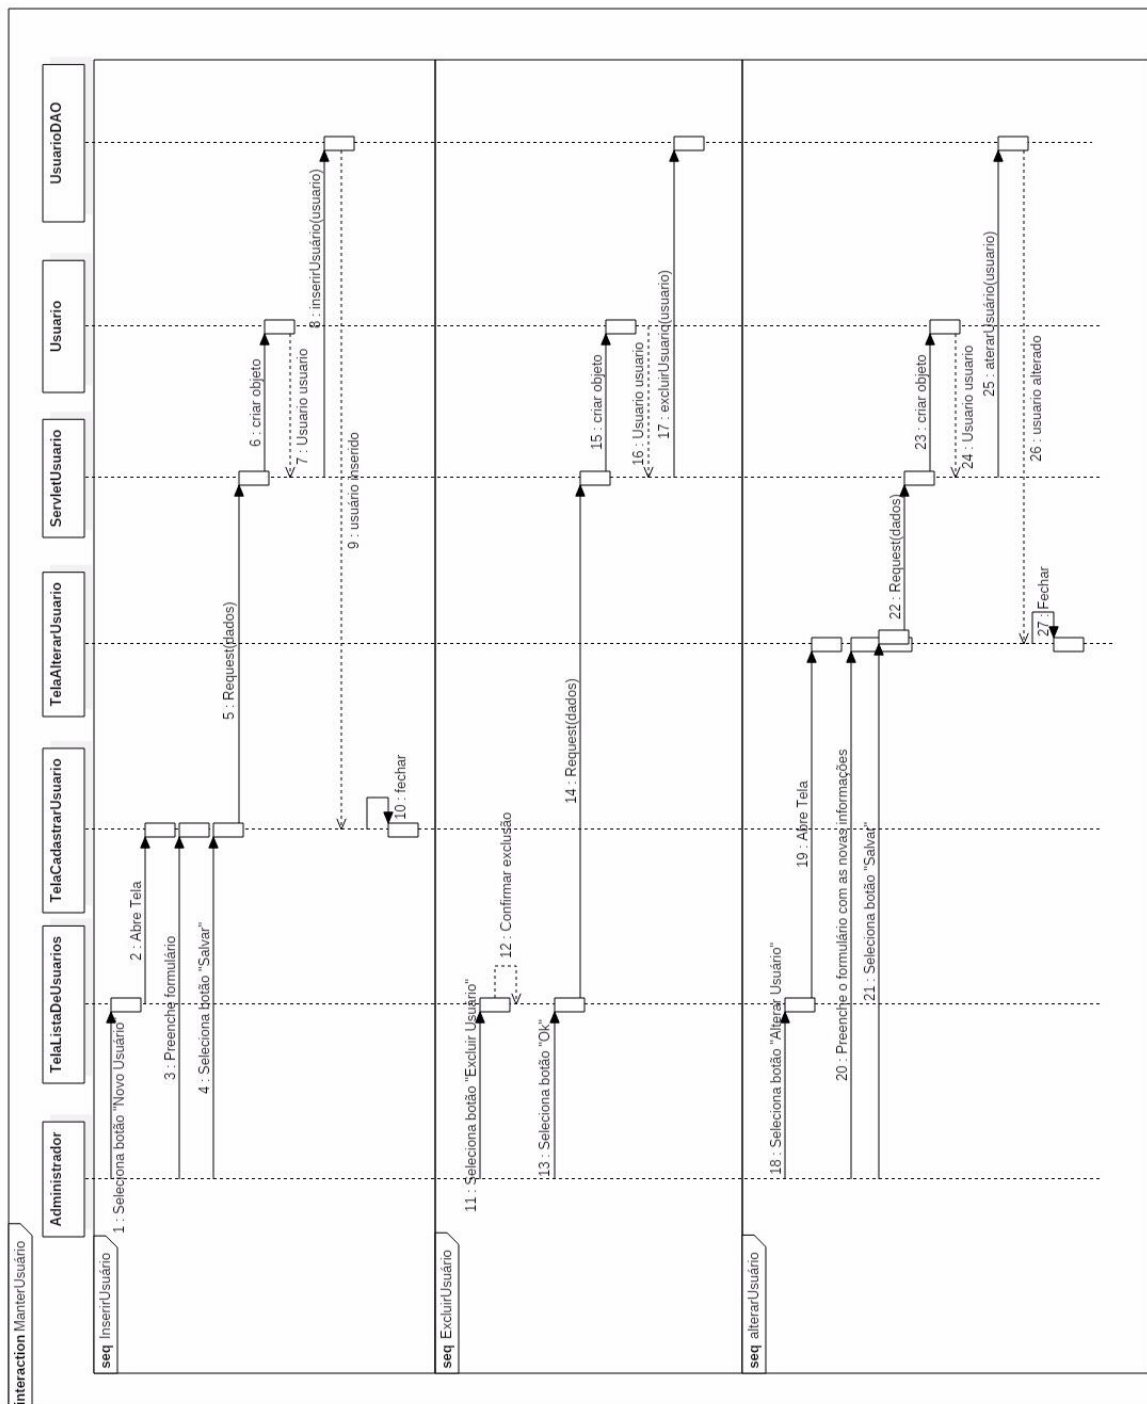 interaction ManterUsuário
Administrador
TelaListaDeUsuarios
TelaCadastrarUsuario
TelaAlterarUsuario
ServletUsuario
Usuario
UsuarioDAO
seq InserirUsuário
1 : Seleciona botão "Novo Usuário"
2 : Abre Tela
3 : Preenche formulário
4 : Seleciona botão "Salvar"
5 : Request(dados)
6 : criar objeto
7 : Usuario usuario
8 : inserirUsuário(usuario)
9 : usuário inserido
10 : fechar
seq ExcluirUsuário
11 : Seleciona botão "Excluir Usuário"
12 : Confirmar exclusão
13 : Seleciona botão "Ok"
14 : Request(dados)
15 : criar objeto
16 : Usuario usuario
17 : excluirUsuario(usuario)
seq alterarUsuário
18 : Seleciona botão "Alterar Usuário"
19 : Abre Tela
20 : Preenche o formulário com as novas informações
21 : Seleciona botão "Salvar"
22 : Request(dados)
23 : criar objeto
24 : Usuario usuario
25 : aterarUsuário(usuario)
26 : usuario alterado
27 : Fechar